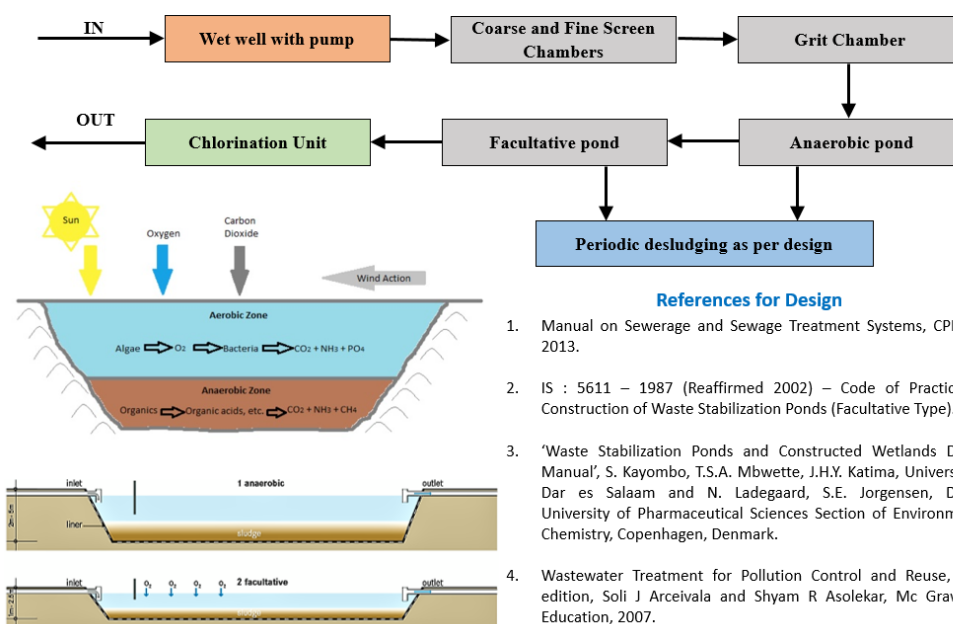 IN
Wet well with pump
Coarse and Fine Screen
Chambers
Grit Chamber
OUT
Chlorination Unit
Facultative pond
Anaerobic pond
Periodic desludging as per design
Sun
Oxygen
Carbon
Dioxide
Wind Action
Aerobic Zone
Algae O2 Bacteria CO2 + NH3 + PO4
Anaerobic Zone
Organics Organic acids, etc. CO2 + NH3 + CH4
inlet 1 anaerobic outlet
2m - 5m
liner
sludge
inlet O2 O2 O2 O2 2 facultative outlet
1m - 2.5m
sludge
References for Design
1. Manual on Sewerage and Sewage Treatment Systems,
2013.
2. IS : 5611 – 1987 (Reaffirmed 2002) – Code of
Construction of Waste Stabilization Ponds (Facultative Type)
3. ‘Waste Stabilization Ponds and Constructed Wetlands
Manual’, S. Kayombo, T.S.A. Mbwette, J.H.Y. Katima,
Dar es Salaam and N. Ladegaard, S.E. Jorgensen,
University of Pharmaceutical Sciences Section of
Chemistry, Copenhagen, Denmark.
4. Wastewater Treatment for Pollution Control and Reuse,
edition, Soli J Arceivala and Shyam R Asolekar, Mc
Education, 2007.